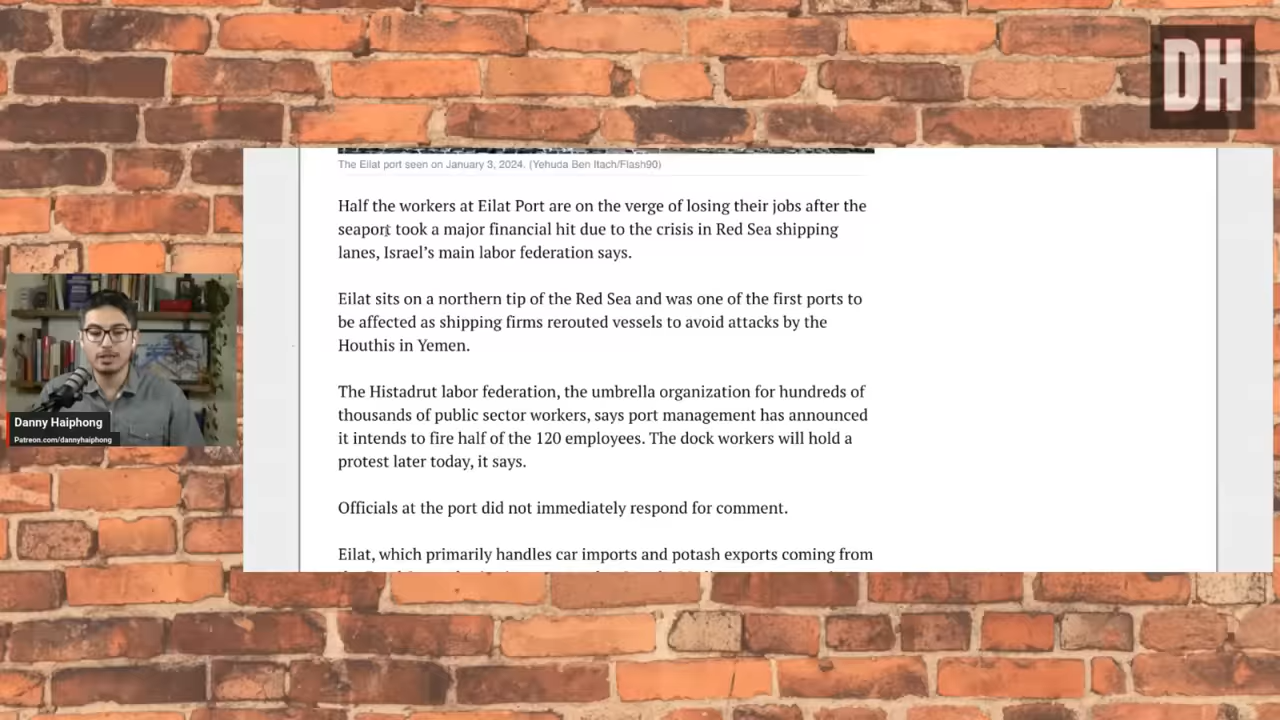 DH
The Eilat port seen on January 3, 2024. (Yehuda Ben Itach/Flash90)
Half the workers at Eilat Port are on the verge of losing their jobs after the
seaport took a major financial hit due to the crisis in Red Sea shipping
lanes, Israel’s main labor federation says.
Eilat sits on a northern tip of the Red Sea and was one of the first ports to
be affected as shipping firms rerouted vessels to avoid attacks by the
Houthis in Yemen.
The Histadrut labor federation, the umbrella organization for hundreds of
thousands of public sector workers, says port management has announced
it intends to fire half of the 120 employees. The dock workers will hold a
protest later today, it says.
Officials at the port did not immediately respond for comment.
Eilat, which primarily handles car imports and potash exports coming from
Danny Haiphong
Patreon.com/dannyhaiphong